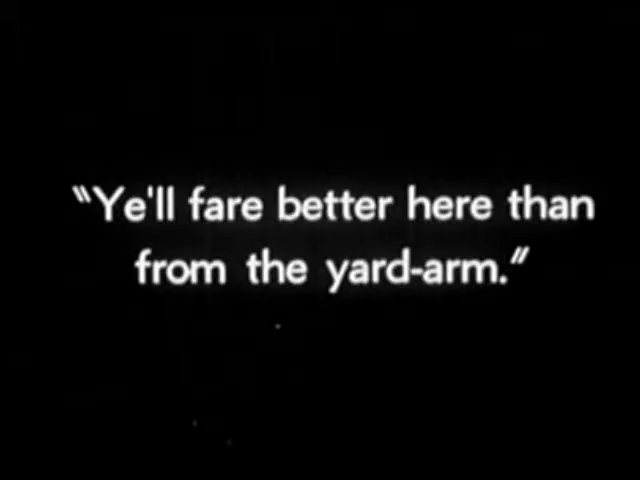 "Ye'll fare better here than
from the yard-arm."